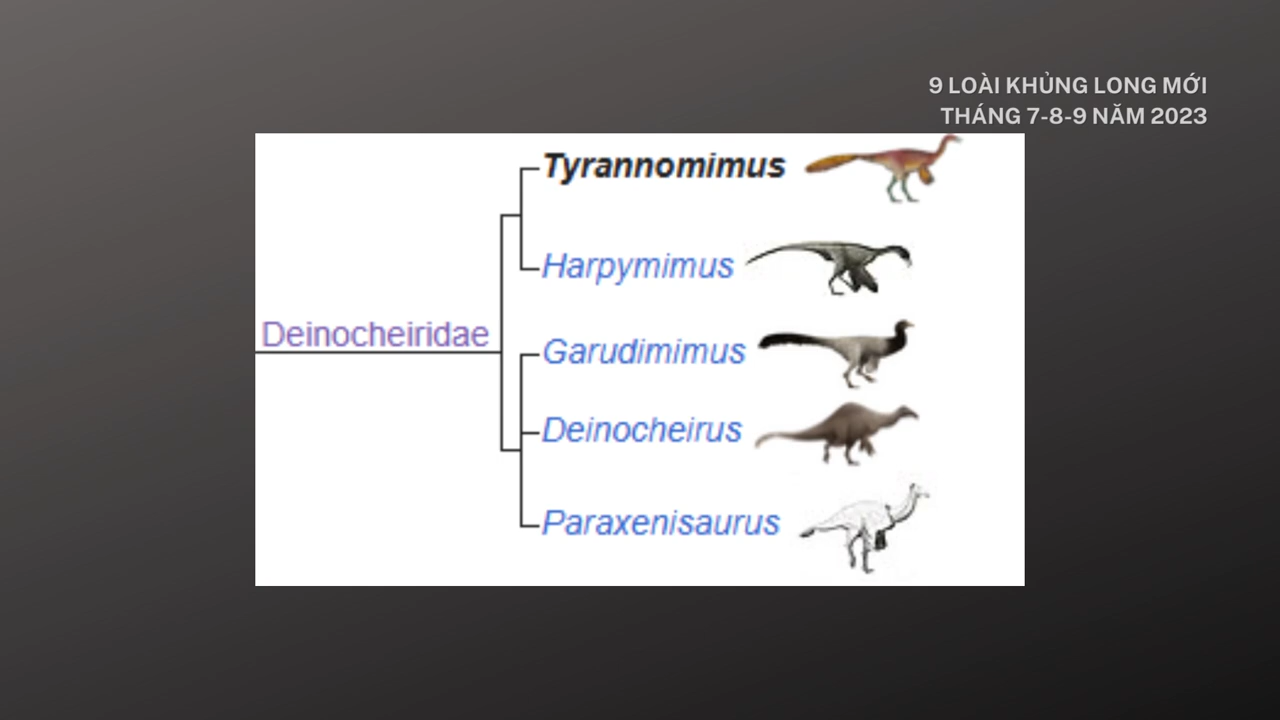 9 LOÀI KHỦNG LONG MỚI
THÁNG 7-8-9 NĂM 2023
Tyrannomimus
Harpymimus
Deinocheiridae
Garudimimus
Deinocheirus
Paraxenisaurus